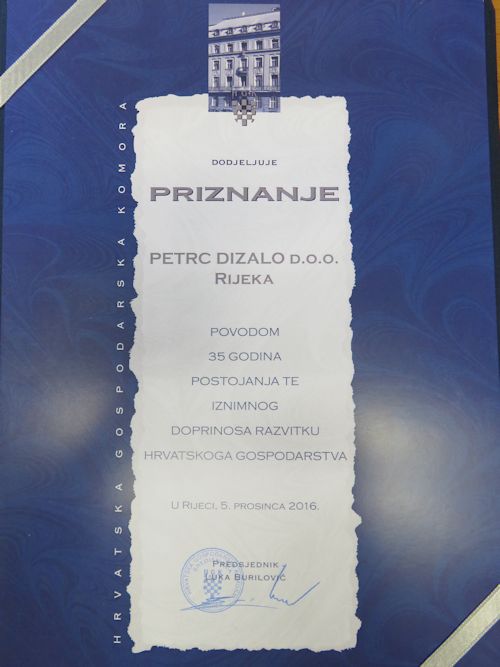 HRVATSKA GOSPODARSKA KOMORA
DODJELJUJE
PRIZNANJE
PETRC DIZALO D.O.O.
RIJEKA
POVODOM
35 GODINA
POSTOJANJA TE
IZNIMNOG
DOPRINOSA RAZVITKU
HRVATSKOGA GOSPODARSTVA
U RIJECI, 5. PROSINCA 2016.
PREDSJEDNIK
LUKA BURILOVIĆ